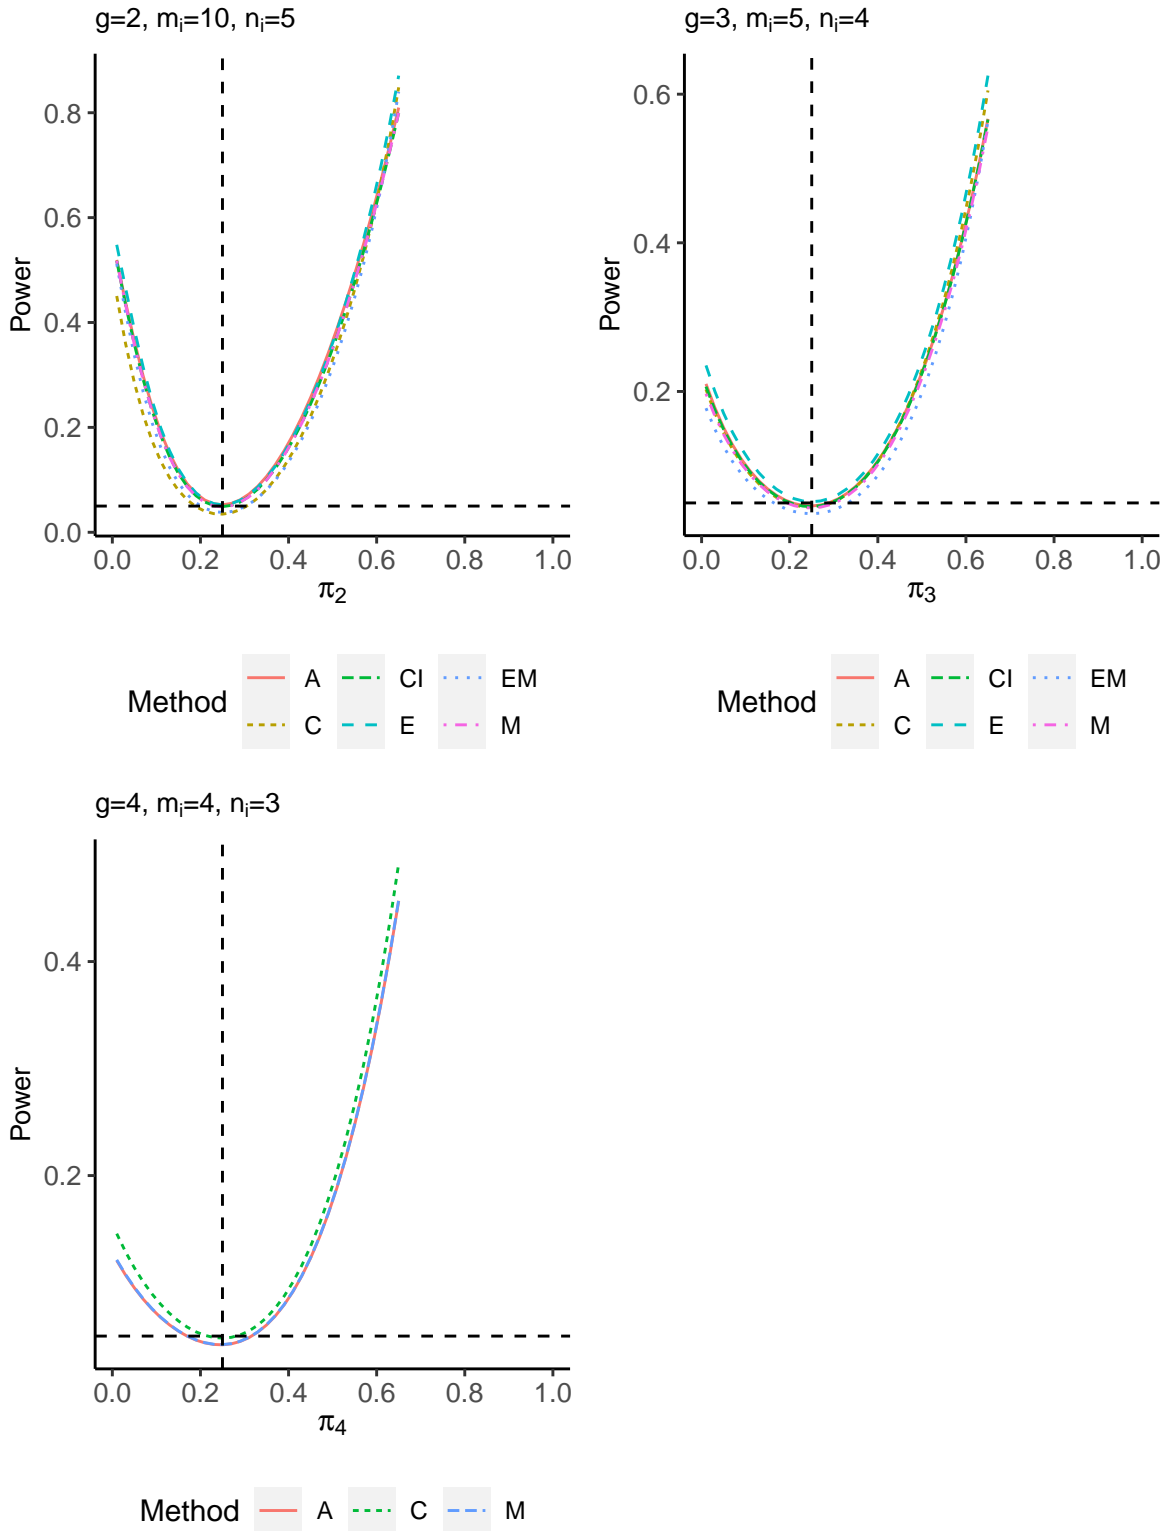 g=2, mᵢ=10, nᵢ=5
Power
0.8
0.6
0.4
0.2
0.0
0.0 0.2 0.4 0.6 0.8 1.0
π₂
Method A CI EM
C E M
g=3, mᵢ=5, nᵢ=4
Power
0.6
0.4
0.2
0.0 0.2 0.4 0.6 0.8 1.0
π₃
Method A CI EM
C E M
g=4, mᵢ=4, nᵢ=3
Power
0.4
0.2
0.0 0.2 0.4 0.6 0.8 1.0
π₄
Method A C M